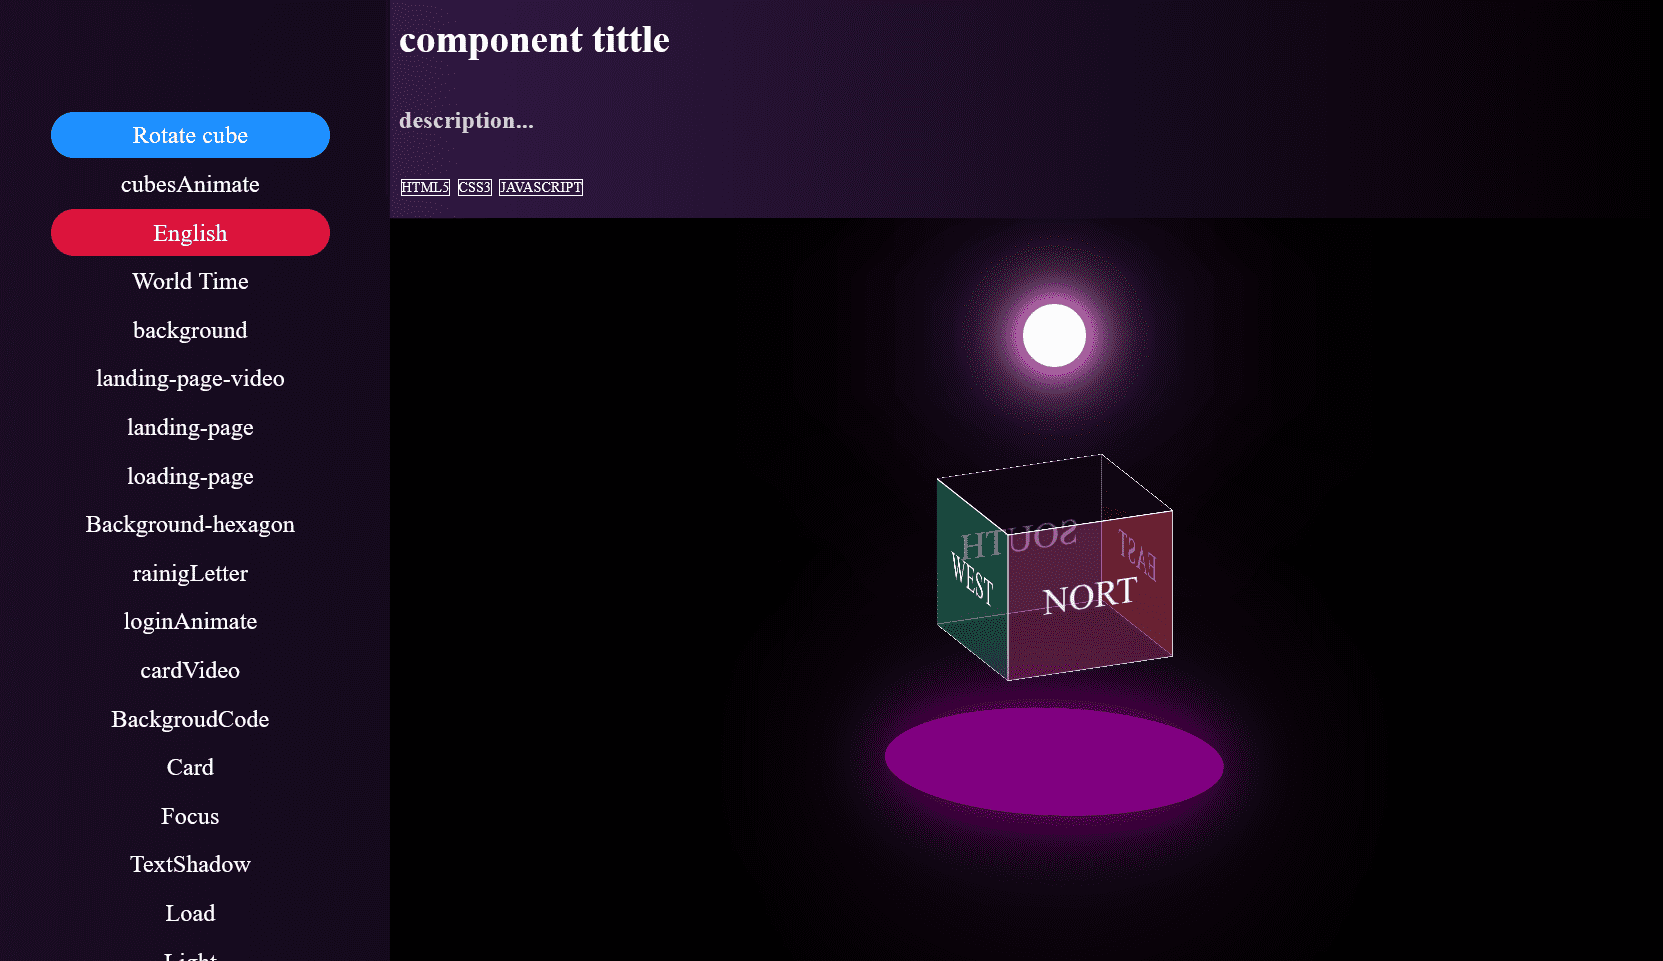 Rotate cube
cubesAnimate
English
World Time
background
landing-page-video
landing-page
loading-page
Background-hexagon
rainigLetter
loginAnimate
cardVideo
BackgroudCode
Card
Focus
TextShadow
Load
Light
component tittle
description...
HTML5 CSS3 JAVASCRIPT
SOUTH
EAST
WEST
NORT